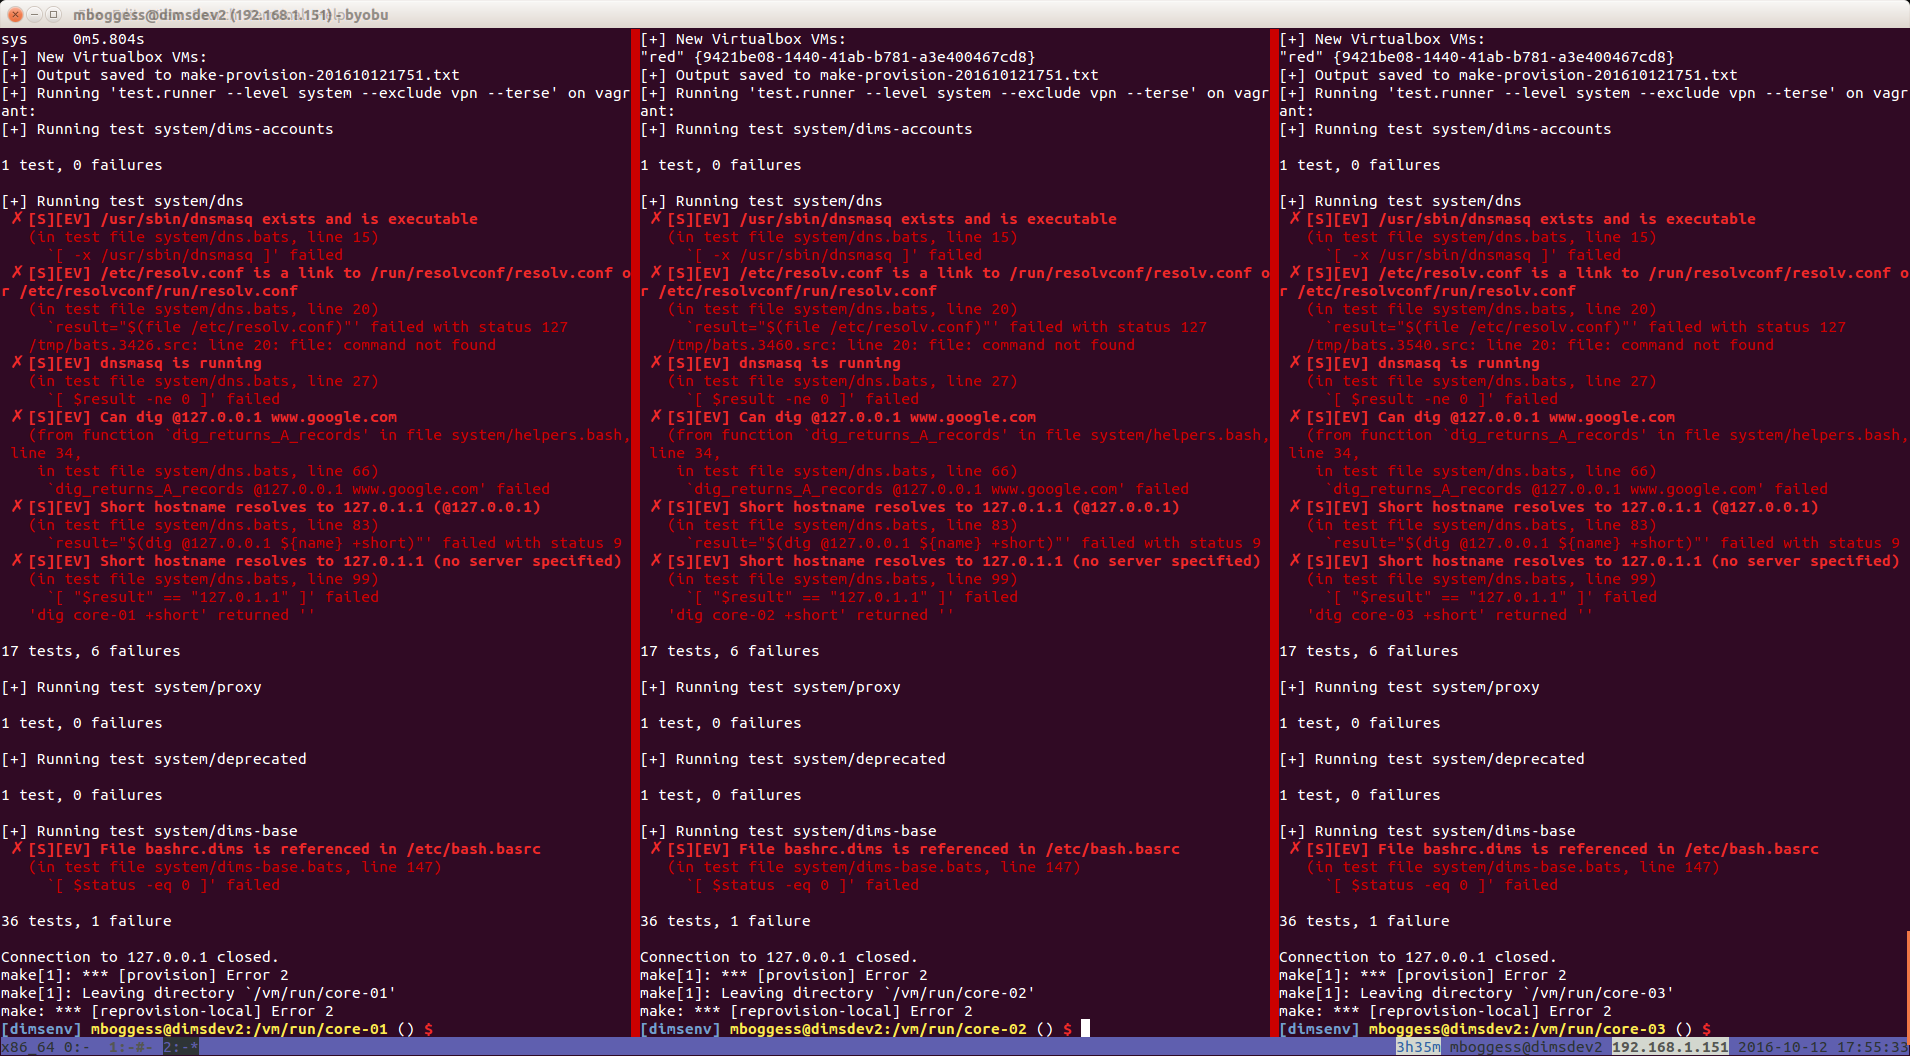 mboggess@dimsdev2 (192.168.1.151) - byobu
sys     0m5.804s
[+] New Virtualbox VMs:
[+] Output saved to make-provision-201610121751.txt
[+] Running 'test.runner --level system --exclude vpn --terse' on vagr
ant:
[+] Running test system/dims-accounts
1 test, 0 failures
[+] Running test system/dns
✗ [S][EV] /usr/sbin/dnsmasq exists and is executable
(in test file system/dns.bats, line 15)
`[ -x /usr/sbin/dnsmasq ]' failed
✗ [S][EV] /etc/resolv.conf is a link to /run/resolvconf/resolv.conf o
r /etc/resolvconf/run/resolv.conf
(in test file system/dns.bats, line 20)
`result="$(file /etc/resolv.conf)"' failed with status 127
/tmp/bats.3426.src: line 20: file: command not found
✗ [S][EV] dnsmasq is running
(in test file system/dns.bats, line 27)
`[ $result -ne 0 ]' failed
✗ [S][EV] Can dig @127.0.0.1 www.google.com
(from function `dig_returns_A_records' in file system/helpers.bash,
line 34,
in test file system/dns.bats, line 66)
`dig_returns_A_records @127.0.0.1 www.google.com' failed
✗ [S][EV] Short hostname resolves to 127.0.1.1 (@127.0.0.1)
(in test file system/dns.bats, line 83)
`result="$(dig @127.0.0.1 ${name} +short)"' failed with status 9
✗ [S][EV] Short hostname resolves to 127.0.1.1 (no server specified)
(in test file system/dns.bats, line 99)
`[ "$result" == "127.0.1.1" ]' failed
'dig core-01 +short' returned ''
17 tests, 6 failures
[+] Running test system/proxy
1 test, 0 failures
[+] Running test system/deprecated
1 test, 0 failures
[+] Running test system/dims-base
✗ [S][EV] File bashrc.dims is referenced in /etc/bash.basrc
(in test file system/dims-base.bats, line 147)
`[ $status -eq 0 ]' failed
36 tests, 1 failure
Connection to 127.0.0.1 closed.
make[1]: *** [provision] Error 2
make[1]: Leaving directory `/vm/run/core-01'
make: *** [reprovision-local] Error 2
[dimsenv] mboggess@dimsdev2:/vm/run/core-01 () $
[+] New Virtualbox VMs:
"red" {9421be08-1440-41ab-b781-a3e400467cd8}
[+] Output saved to make-provision-201610121751.txt
[+] Running 'test.runner --level system --exclude vpn --terse' on vagr
ant:
[+] Running test system/dims-accounts
1 test, 0 failures
[+] Running test system/dns
✗ [S][EV] /usr/sbin/dnsmasq exists and is executable
(in test file system/dns.bats, line 15)
`[ -x /usr/sbin/dnsmasq ]' failed
✗ [S][EV] /etc/resolv.conf is a link to /run/resolvconf/resolv.conf o
r /etc/resolvconf/run/resolv.conf
(in test file system/dns.bats, line 20)
`result="$(file /etc/resolv.conf)"' failed with status 127
/tmp/bats.3460.src: line 20: file: command not found
✗ [S][EV] dnsmasq is running
(in test file system/dns.bats, line 27)
`[ $result -ne 0 ]' failed
✗ [S][EV] Can dig @127.0.0.1 www.google.com
(from function `dig_returns_A_records' in file system/helpers.bash,
line 34,
in test file system/dns.bats, line 66)
`dig_returns_A_records @127.0.0.1 www.google.com' failed
✗ [S][EV] Short hostname resolves to 127.0.1.1 (@127.0.0.1)
(in test file system/dns.bats, line 83)
`result="$(dig @127.0.0.1 ${name} +short)"' failed with status 9
✗ [S][EV] Short hostname resolves to 127.0.1.1 (no server specified)
(in test file system/dns.bats, line 99)
`[ "$result" == "127.0.1.1" ]' failed
'dig core-02 +short' returned ''
17 tests, 6 failures
[+] Running test system/proxy
1 test, 0 failures
[+] Running test system/deprecated
1 test, 0 failures
[+] Running test system/dims-base
✗ [S][EV] File bashrc.dims is referenced in /etc/bash.basrc
(in test file system/dims-base.bats, line 147)
`[ $status -eq 0 ]' failed
36 tests, 1 failure
Connection to 127.0.0.1 closed.
make[1]: *** [provision] Error 2
make[1]: Leaving directory `/vm/run/core-02'
make: *** [reprovision-local] Error 2
[dimsenv] mboggess@dimsdev2:/vm/run/core-02 () $
[+] New Virtualbox VMs:
"red" {9421be08-1440-41ab-b781-a3e400467cd8}
[+] Output saved to make-provision-201610121751.txt
[+] Running 'test.runner --level system --exclude vpn --terse' on vagr
ant:
[+] Running test system/dims-accounts
1 test, 0 failures
[+] Running test system/dns
✗ [S][EV] /usr/sbin/dnsmasq exists and is executable
(in test file system/dns.bats, line 15)
`[ -x /usr/sbin/dnsmasq ]' failed
✗ [S][EV] /etc/resolv.conf is a link to /run/resolvconf/resolv.conf o
r /etc/resolvconf/run/resolv.conf
(in test file system/dns.bats, line 20)
`result="$(file /etc/resolv.conf)"' failed with status 127
/tmp/bats.3540.src: line 20: file: command not found
✗ [S][EV] dnsmasq is running
(in test file system/dns.bats, line 27)
`[ $result -ne 0 ]' failed
✗ [S][EV] Can dig @127.0.0.1 www.google.com
(from function `dig_returns_A_records' in file system/helpers.bash,
line 34,
in test file system/dns.bats, line 66)
`dig_returns_A_records @127.0.0.1 www.google.com' failed
✗ [S][EV] Short hostname resolves to 127.0.1.1 (@127.0.0.1)
(in test file system/dns.bats, line 83)
`result="$(dig @127.0.0.1 ${name} +short)"' failed with status 9
✗ [S][EV] Short hostname resolves to 127.0.1.1 (no server specified)
(in test file system/dns.bats, line 99)
`[ "$result" == "127.0.1.1" ]' failed
'dig core-03 +short' returned ''
17 tests, 6 failures
[+] Running test system/proxy
1 test, 0 failures
[+] Running test system/deprecated
1 test, 0 failures
[+] Running test system/dims-base
✗ [S][EV] File bashrc.dims is referenced in /etc/bash.basrc
(in test file system/dims-base.bats, line 147)
`[ $status -eq 0 ]' failed
36 tests, 1 failure
Connection to 127.0.0.1 closed.
make[1]: *** [provision] Error 2
make[1]: Leaving directory `/vm/run/core-03'
make: *** [reprovision-local] Error 2
[dimsenv] mboggess@dimsdev2:/vm/run/core-03 () $
x86_64 0:-  1:-#- 2:-* 3h35m mboggess@dimsdev2 192.168.1.151 2016-10-12 17:55:33